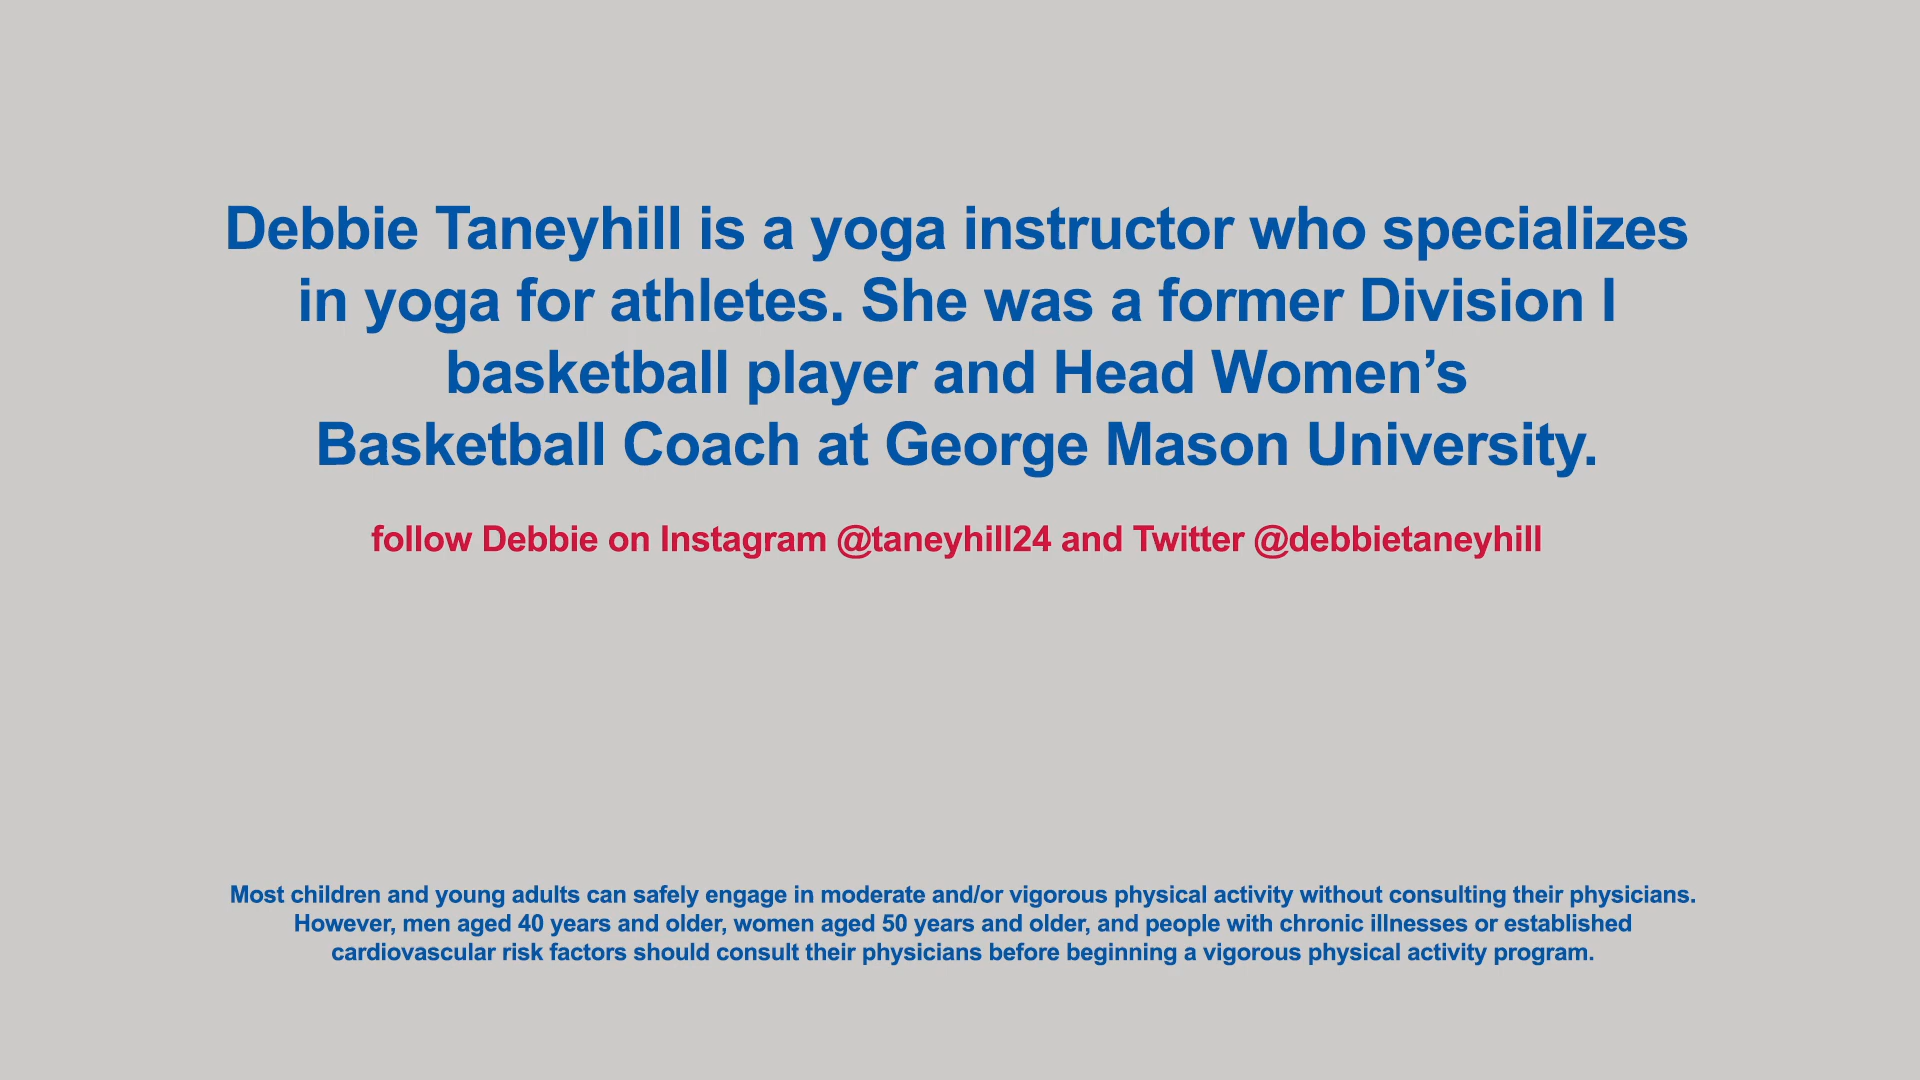 Debbie Taneyhill is a yoga instructor who specializes
in yoga for athletes. She was a former Division I
basketball player and Head Women’s
Basketball Coach at George Mason University.
follow Debbie on Instagram @taneyhill24 and Twitter @debbietaneyhill
Most children and young adults can safely engage in moderate and/or vigorous physical activity without consulting their physicians.
However, men aged 40 years and older, women aged 50 years and older, and people with chronic illnesses or established
cardiovascular risk factors should consult their physicians before beginning a vigorous physical activity program.